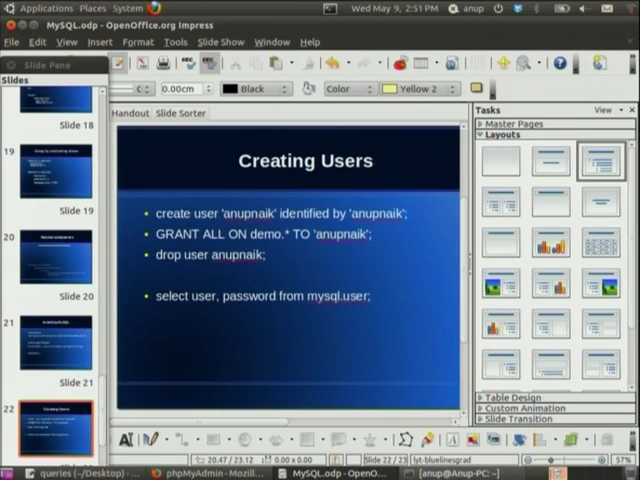 Applications Places System
Wed May 9, 2:51 PM anup
MySQL.odp - OpenOffice.org Impress
File Edit View Insert Format Tools Slide Show Window Help
Slide Pane
0.00cm Black Color Yellow 2
Slides
Handout Slide Sorter
Tasks View
Master Pages
Layouts
Slide 18
19
Slide 19
20
Slide 20
21
Slide 21
22
Creating Users
• create user 'anupnaik' identified by 'anupnaik';
• GRANT ALL ON demo.* TO 'anupnaik';
• drop user anupnaik;
• select user, password from mysql.user;
Table Design
Custom Animation
Slide Transition
20.47 / 23.12 0.00 x 0.00 Slide 22 / 23 lyt-bluelinesgrad 57%
queries (~/Desktop) - ... phpMyAdmin - Mozill... MySQL.odp - OpenO... [anup@Anup-PC: ~]